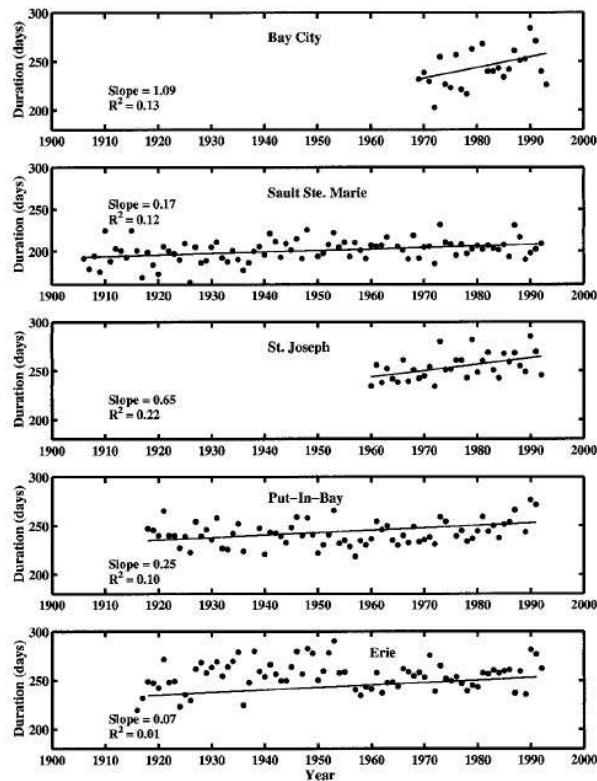 300
Bay City
250
Slope = 1.09
R² = 0.13
200
Duration (days)
1900 1910 1920 1930 1940 1950 1960 1970 1980 1990 2000
300
Sault Ste. Marie
250
Slope = 0.17
R² = 0.12
200
Duration (days)
1900 1910 1920 1930 1940 1950 1960 1970 1980 1990 2000
300
St. Joseph
250
Slope = 0.65
R² = 0.22
200
Duration (days)
1900 1910 1920 1930 1940 1950 1960 1970 1980 1990 2000
300
Put-In-Bay
250
Slope = 0.25
R² = 0.10
200
Duration (days)
1900 1910 1920 1930 1940 1950 1960 1970 1980 1990 2000
300
Erie
250
Slope = 0.07
R² = 0.01
200
Duration (days)
1900 1910 1920 1930 1940 1950 1960 1970 1980 1990 2000
Year